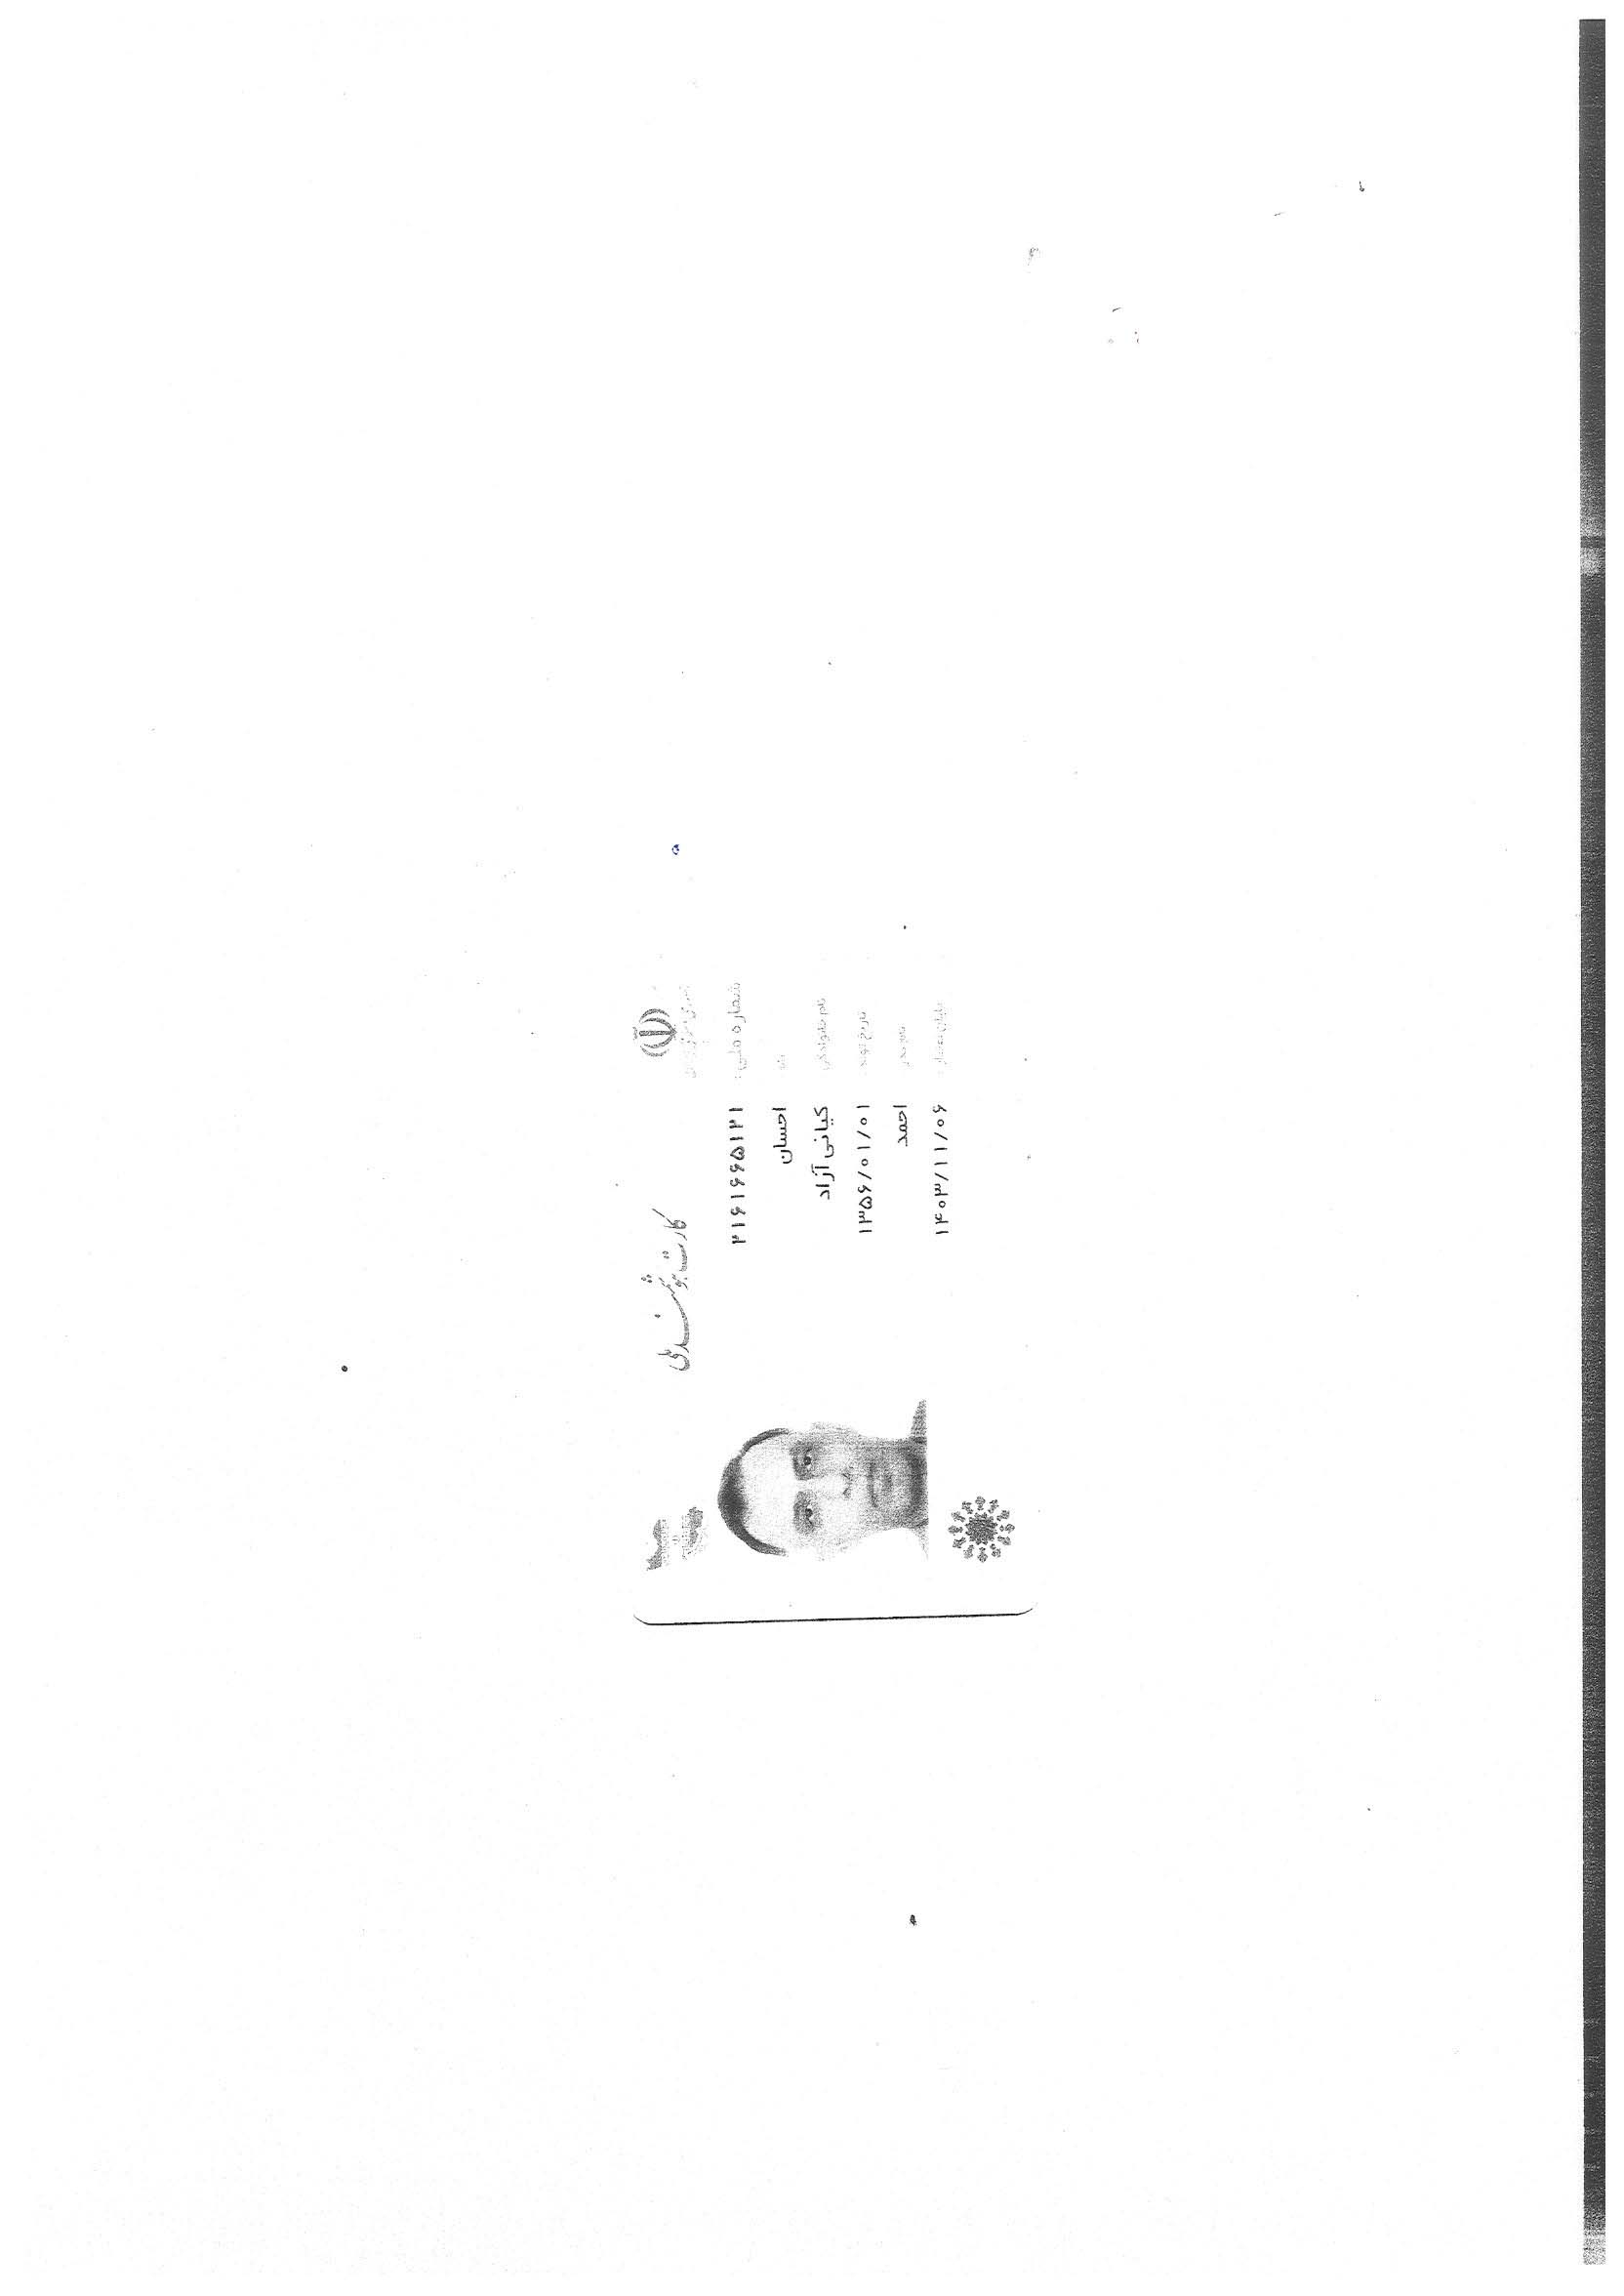 جمهوری اسلامی ایران
کارت هوشمند ملی
شماره ملی: ۲۱۶۱۶۶۵۱۲۱
نام: احسان
نام خانوادگی: کیانی آزاد
تاریخ تولد: ۱۳۵۶/۰۱/۰۱
نام پدر: احمد
پایان اعتبار: ۱۴۰۳/۱۱/۰۶